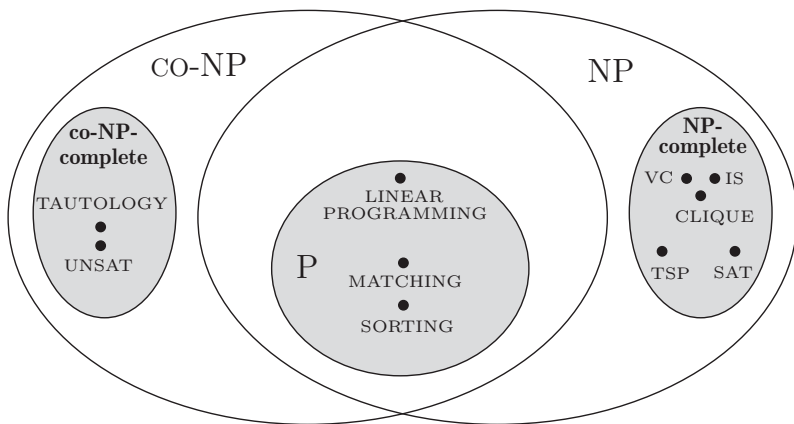 CO-NP
NP
co-NP-
complete
TAUTOLOGY
UNSAT
LINEAR
PROGRAMMING
P
MATCHING
SORTING
NP-
complete
VC IS
CLIQUE
TSP SAT